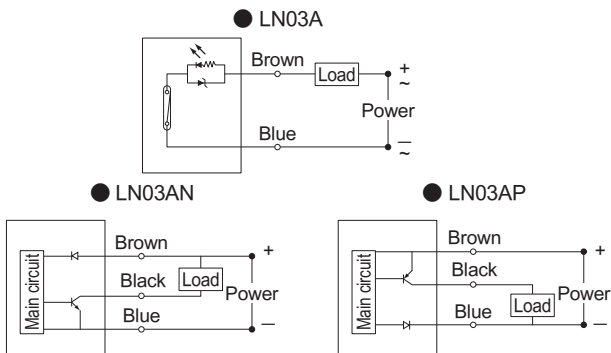 ● LN03A
Brown
Load
+
~
Power
Blue
—
~
● LN03AN
Main circuit
Brown
+
Black
Load
Power
Blue
—
● LN03AP
Main circuit
Brown
+
Black
Load
Power
Blue
—